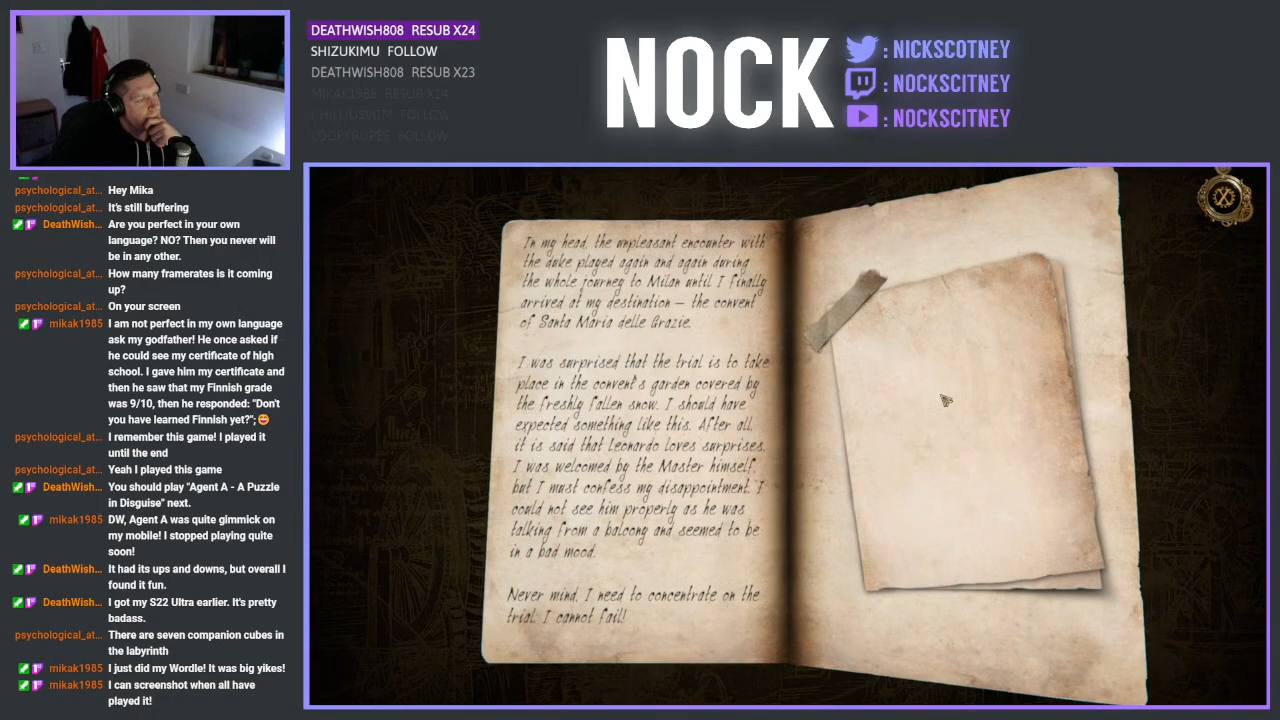 DEATHWISH808 RESUB X24
SHIZUKIMU FOLLOW
DEATHWISH808 RESUB X23
MIKAK1985 RESUB X24
FOLLOW
FOLLOW
NOCK
: NICKSCOTNEY
: NOCKSCITNEY
: NOCKSCITNEY
psychological_at... Hey Mika
psychological_at... It's still buffering
DeathWish... Are you perfect in your own
language? NO? Then you never will
be in any other.
psychological_at... How many framerates is it coming
up?
psychological_at... On your screen
mikak1985 I am not perfect in my own language
ask my godfather! He once asked if
he could see my certificate of high
school. I gave him my certificate and
then he saw that my Finnish grade
was 9/10, then he responded: "Don't
you have learned Finnish yet?";
psychological_at... I remember this game! I played it
until the end
psychological_at... Yeah I played this game
DeathWish... You should play "Agent A - A Puzzle
in Disguise" next.
mikak1985 DW, Agent A was quite gimmick on
my mobile! I stopped playing quite
soon!
DeathWish... It had its ups and downs, but overall I
found it fun.
DeathWish... I got my S22 Ultra earlier. It's pretty
badass.
psychological_at... There are seven companion cubes in
the labyrinth
mikak1985 I just did my Wordle! It was big yikes!
mikak1985 I can screenshot when all have
played it!
In my head, the unpleasant encounter with
the duke played again and again during
the whole journey to Milan until I finally
arrived at my destination – the convent
of Santa Maria delle Grazie.
I was surprised that the trial is to take
place in the convent's garden covered by
the freshly fallen snow. I should have
expected something like this. After all,
it is said that Leonardo loves surprises.
I was welcomed by the Master himself,
but I must confess my disappointment. I
could not see him properly as he was
talking from a balcony and seemed to be
in a bad mood.
Never mind, I need to concentrate on the
trial. I cannot fail!